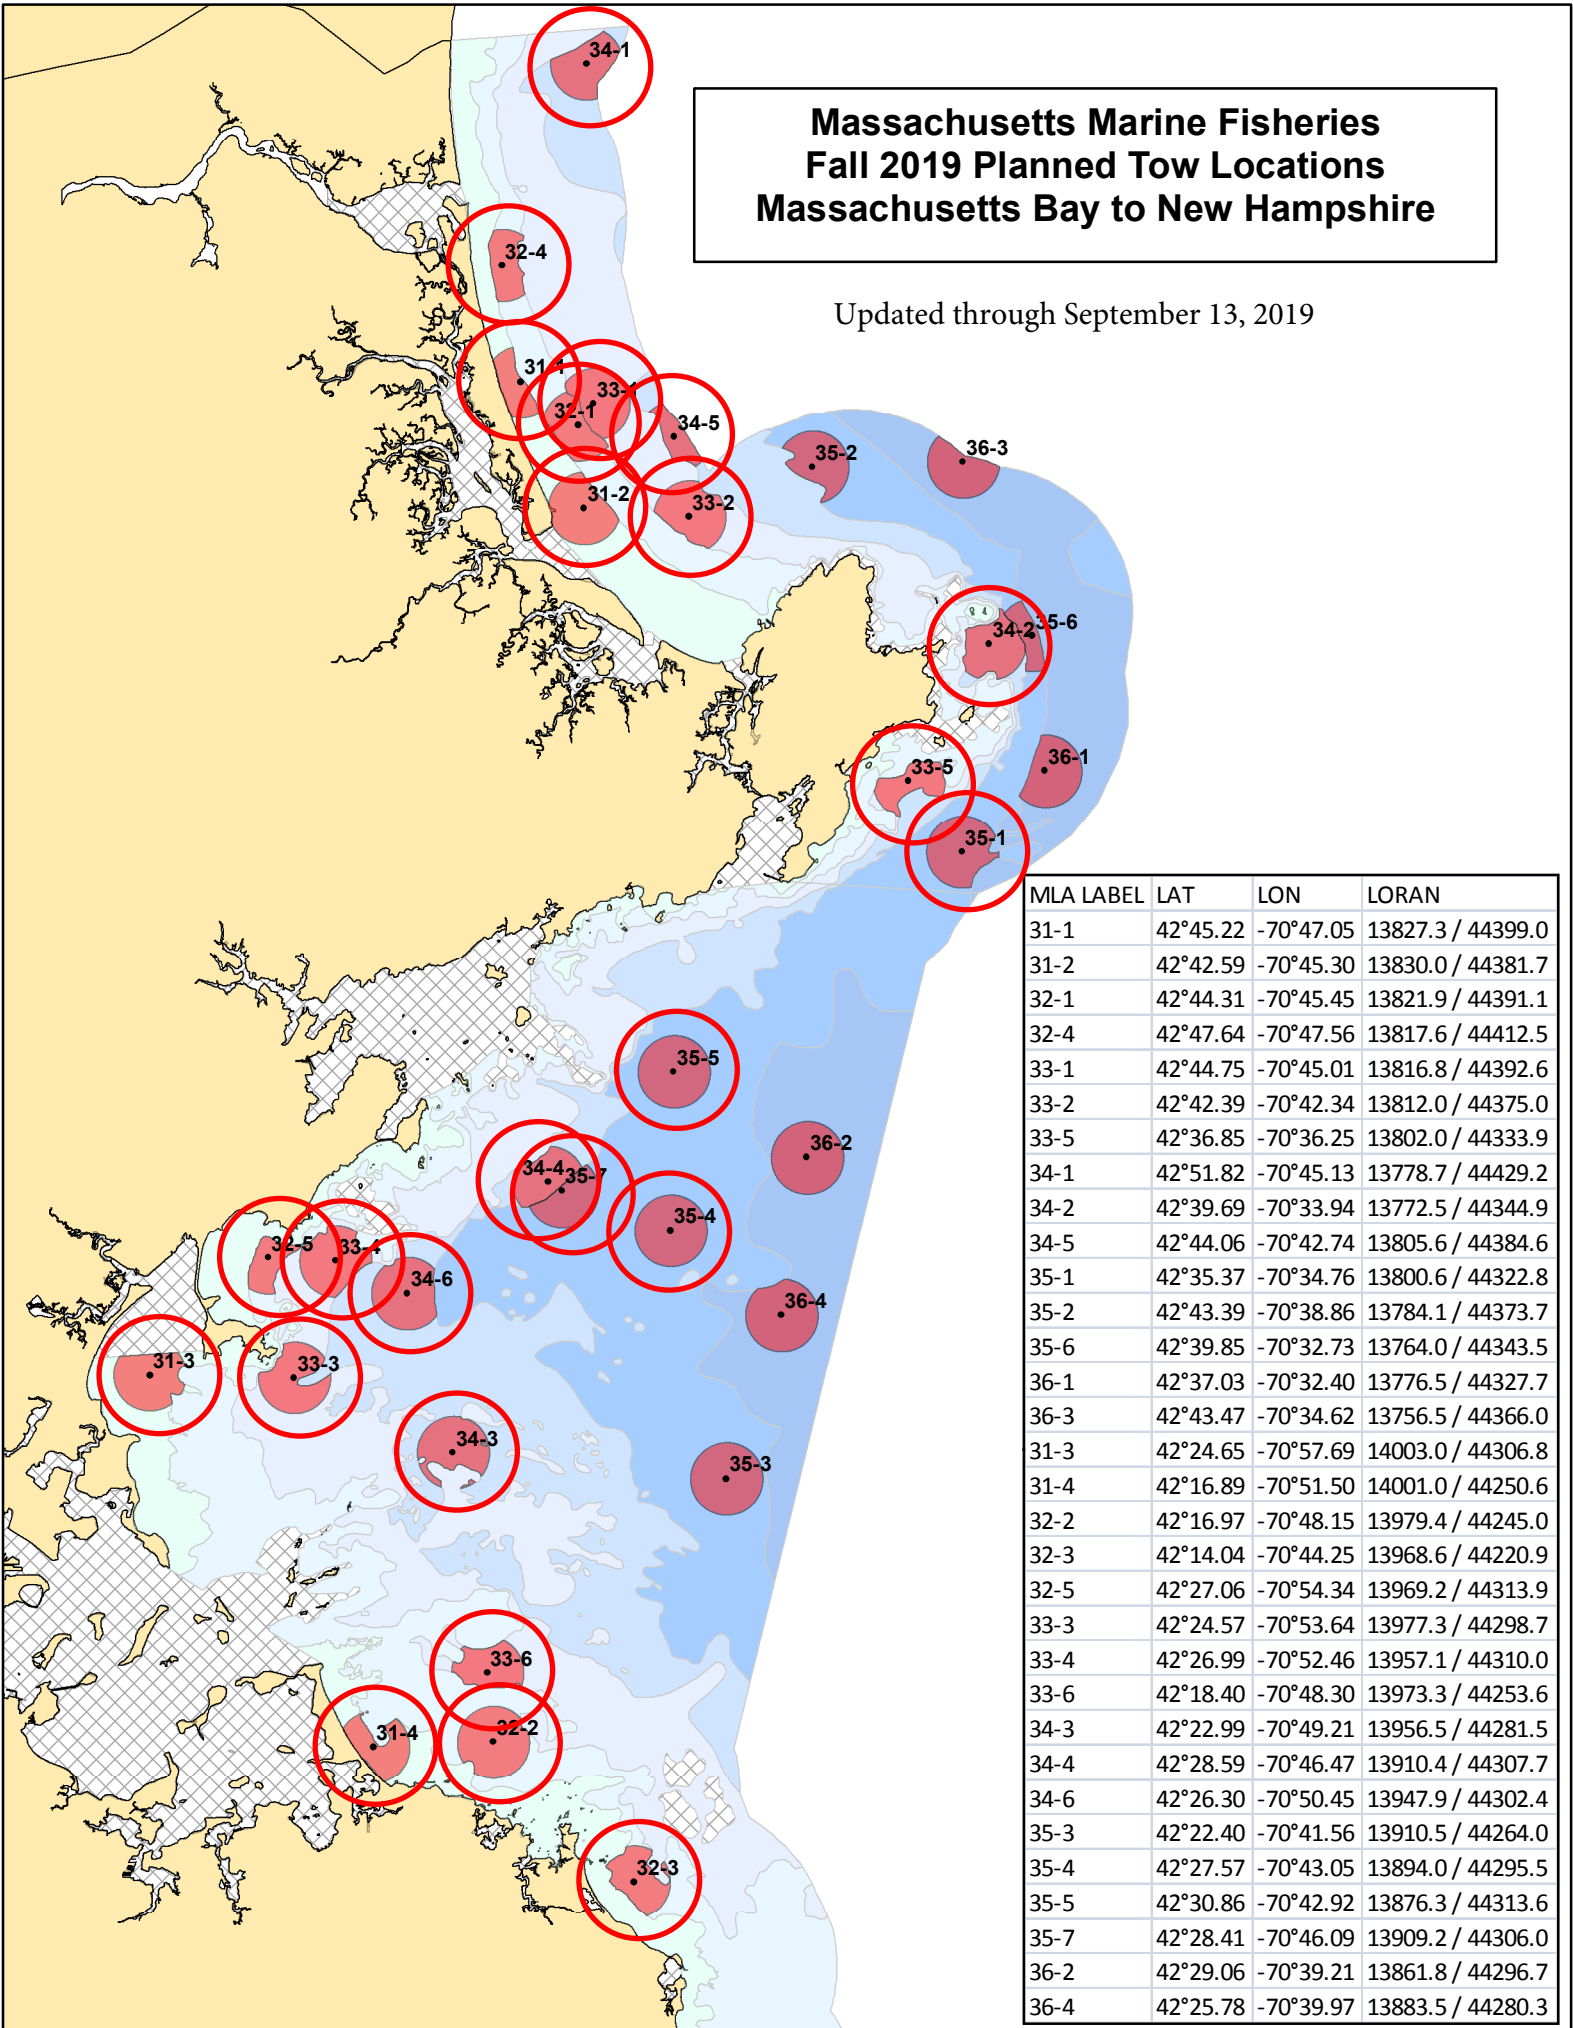 Massachusetts Marine Fisheries
Fall 2019 Planned Tow Locations
Massachusetts Bay to New Hampshire
Updated through September 13, 2019
34-1
32-4
31-1
33-1
32-1
34-5
35-2
36-3
31-2
33-2
34-2
35-6
36-1
33-5
35-1
35-5
36-2
34-4
35-7
35-4
32-5
33-4
34-6
36-4
31-3
33-3
34-3
35-3
33-6
31-4
32-2
32-3
MLA LABEL LAT LON LORAN
31-1 42°45.22 -70°47.05 13827.3 / 44399.0
31-2 42°42.59 -70°45.30 13830.0 / 44381.7
32-1 42°44.31 -70°45.45 13821.9 / 44391.1
32-4 42°47.64 -70°47.56 13817.6 / 44412.5
33-1 42°44.75 -70°45.01 13816.8 / 44392.6
33-2 42°42.39 -70°42.34 13812.0 / 44375.0
33-5 42°36.85 -70°36.25 13802.0 / 44333.9
34-1 42°51.82 -70°45.13 13778.7 / 44429.2
34-2 42°39.69 -70°33.94 13772.5 / 44344.9
34-5 42°44.06 -70°42.74 13805.6 / 44384.6
35-1 42°35.37 -70°34.76 13800.6 / 44322.8
35-2 42°43.39 -70°38.86 13784.1 / 44373.7
35-6 42°39.85 -70°32.73 13764.0 / 44343.5
36-1 42°37.03 -70°32.40 13776.5 / 44327.7
36-3 42°43.47 -70°34.62 13756.5 / 44366.0
31-3 42°24.65 -70°57.69 14003.0 / 44306.8
31-4 42°16.89 -70°51.50 14001.0 / 44250.6
32-2 42°16.97 -70°48.15 13979.4 / 44245.0
32-3 42°14.04 -70°44.25 13968.6 / 44220.9
32-5 42°27.06 -70°54.34 13969.2 / 44313.9
33-3 42°24.57 -70°53.64 13977.3 / 44298.7
33-4 42°26.99 -70°52.46 13957.1 / 44310.0
33-6 42°18.40 -70°48.30 13973.3 / 44253.6
34-3 42°22.99 -70°49.21 13956.5 / 44281.5
34-4 42°28.59 -70°46.47 13910.4 / 44307.7
34-6 42°26.30 -70°50.45 13947.9 / 44302.4
35-3 42°22.40 -70°41.56 13910.5 / 44264.0
35-4 42°27.57 -70°43.05 13894.0 / 44295.5
35-5 42°30.86 -70°42.92 13876.3 / 44313.6
35-7 42°28.41 -70°46.09 13909.2 / 44306.0
36-2 42°29.06 -70°39.21 13861.8 / 44296.7
36-4 42°25.78 -70°39.97 13883.5 / 44280.3